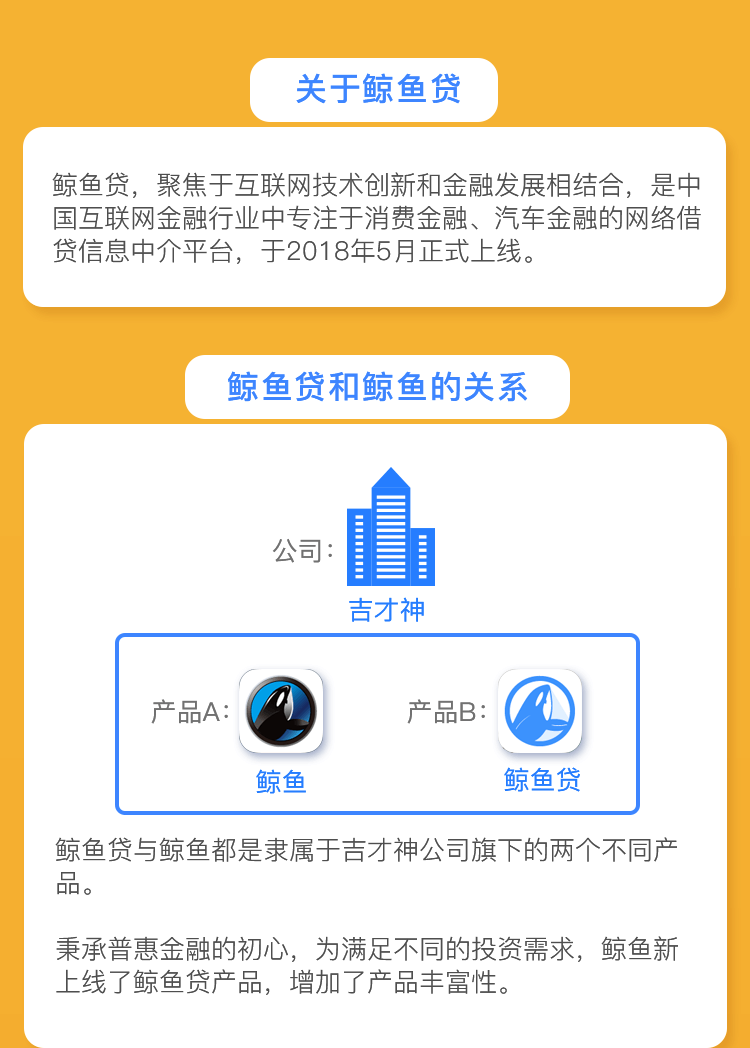 关于鲸鱼贷
鲸鱼贷，聚焦于互联网技术创新和金融发展相结合，是中
国互联网金融行业中专注于消费金融、汽车金融的网络借
贷信息中介平台，于2018年5月正式上线。
鲸鱼贷和鲸鱼的关系
公司：
吉才神
产品A：
产品B：
鲸鱼
鲸鱼贷
鲸鱼贷与鲸鱼都是隶属于吉才神公司旗下的两个不同产
品。
秉承普惠金融的初心，为满足不同的投资需求，鲸鱼新
上线了鲸鱼贷产品，增加了产品丰富性。